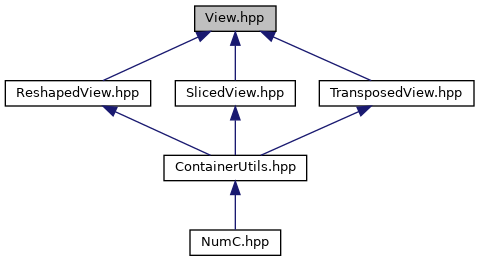 View.hpp
ReshapedView.hpp
SlicedView.hpp
TransposedView.hpp
ContainerUtils.hpp
NumC.hpp